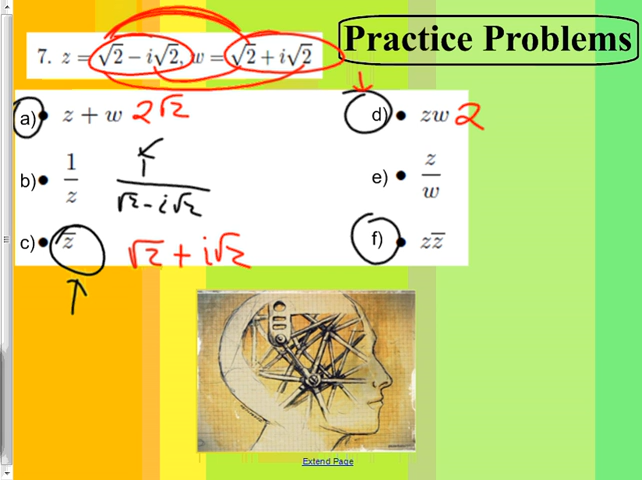 Practice Problems
7. z = √2 − i√2, w = √2 + i√2
a) • z + w 2√2
b) • 1/z 1/(√2 − i√2)
c) • z̅ √2 + i√2
d) • zw 2
e) • z/w
f) • zz̅
Extend Page